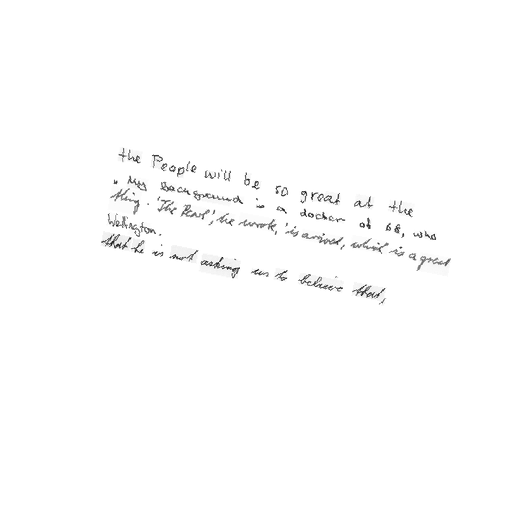 the People will be so great at the
" My Background is a doctor of 68, who
thing. 'The Pearl', he wrote, 'is arrived, which is a great
Wellington.
that he is not asking us to believe that,